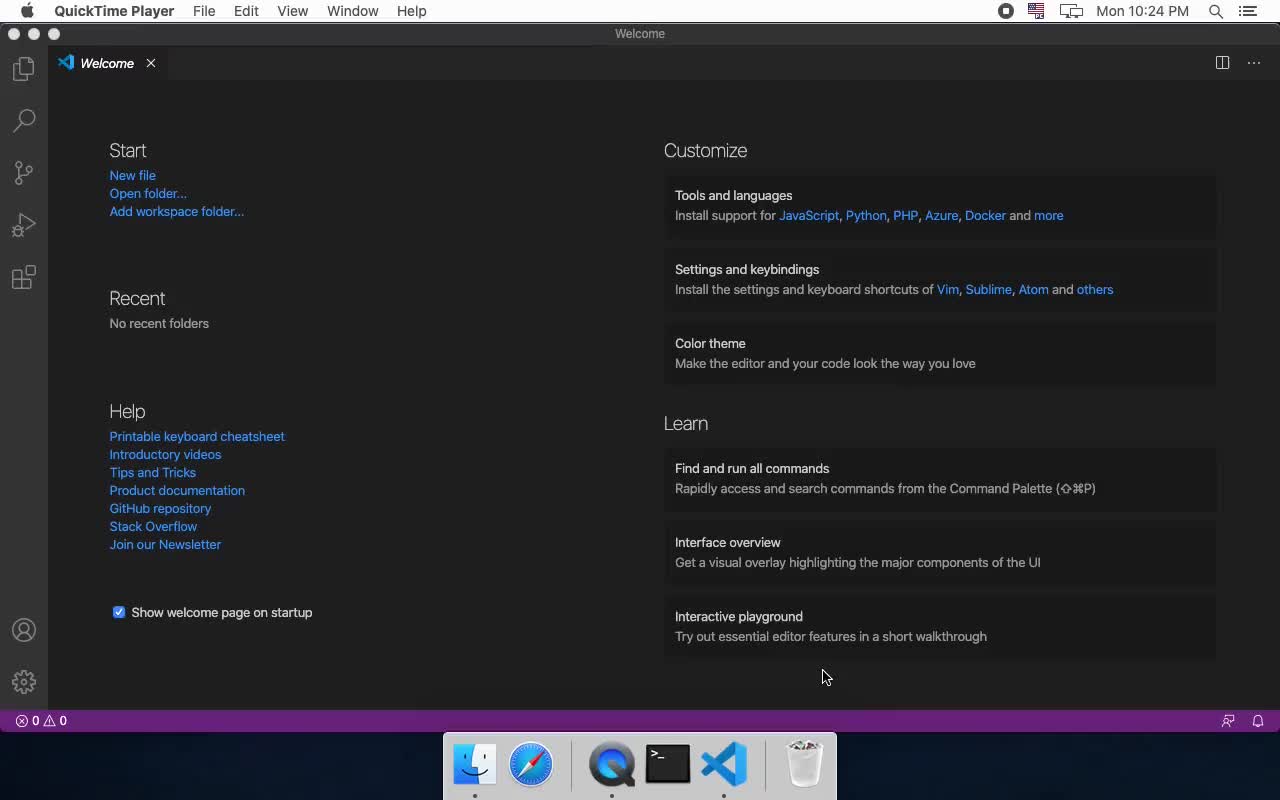 QuickTime Player File Edit View Window Help Mon 10:24 PM
Welcome
Welcome
Start
New file
Open folder...
Add workspace folder...
Recent
No recent folders
Help
Printable keyboard cheatsheet
Introductory videos
Tips and Tricks
Product documentation
GitHub repository
Stack Overflow
Join our Newsletter
Show welcome page on startup
Customize
Tools and languages
Install support for JavaScript, Python, PHP, Azure, Docker and more
Settings and keybindings
Install the settings and keyboard shortcuts of Vim, Sublime, Atom and others
Color theme
Make the editor and your code look the way you love
Learn
Find and run all commands
Rapidly access and search commands from the Command Palette (⇧⌘P)
Interface overview
Get a visual overlay highlighting the major components of the UI
Interactive playground
Try out essential editor features in a short walkthrough
0 0
>_